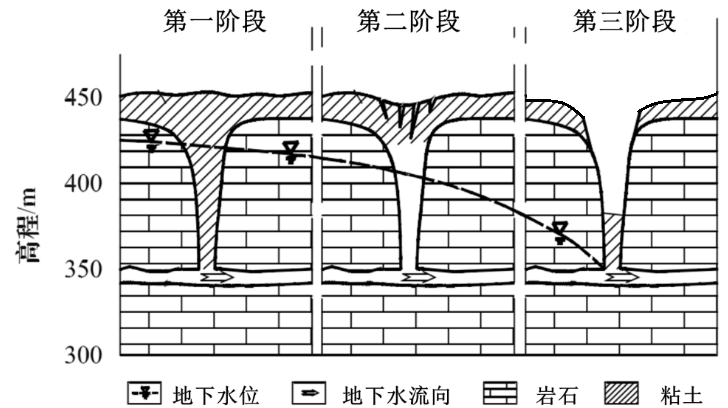 第一阶段 第二阶段 第三阶段
450
400
350
300
高程/m
地下水位 地下水流向 岩石 粘土